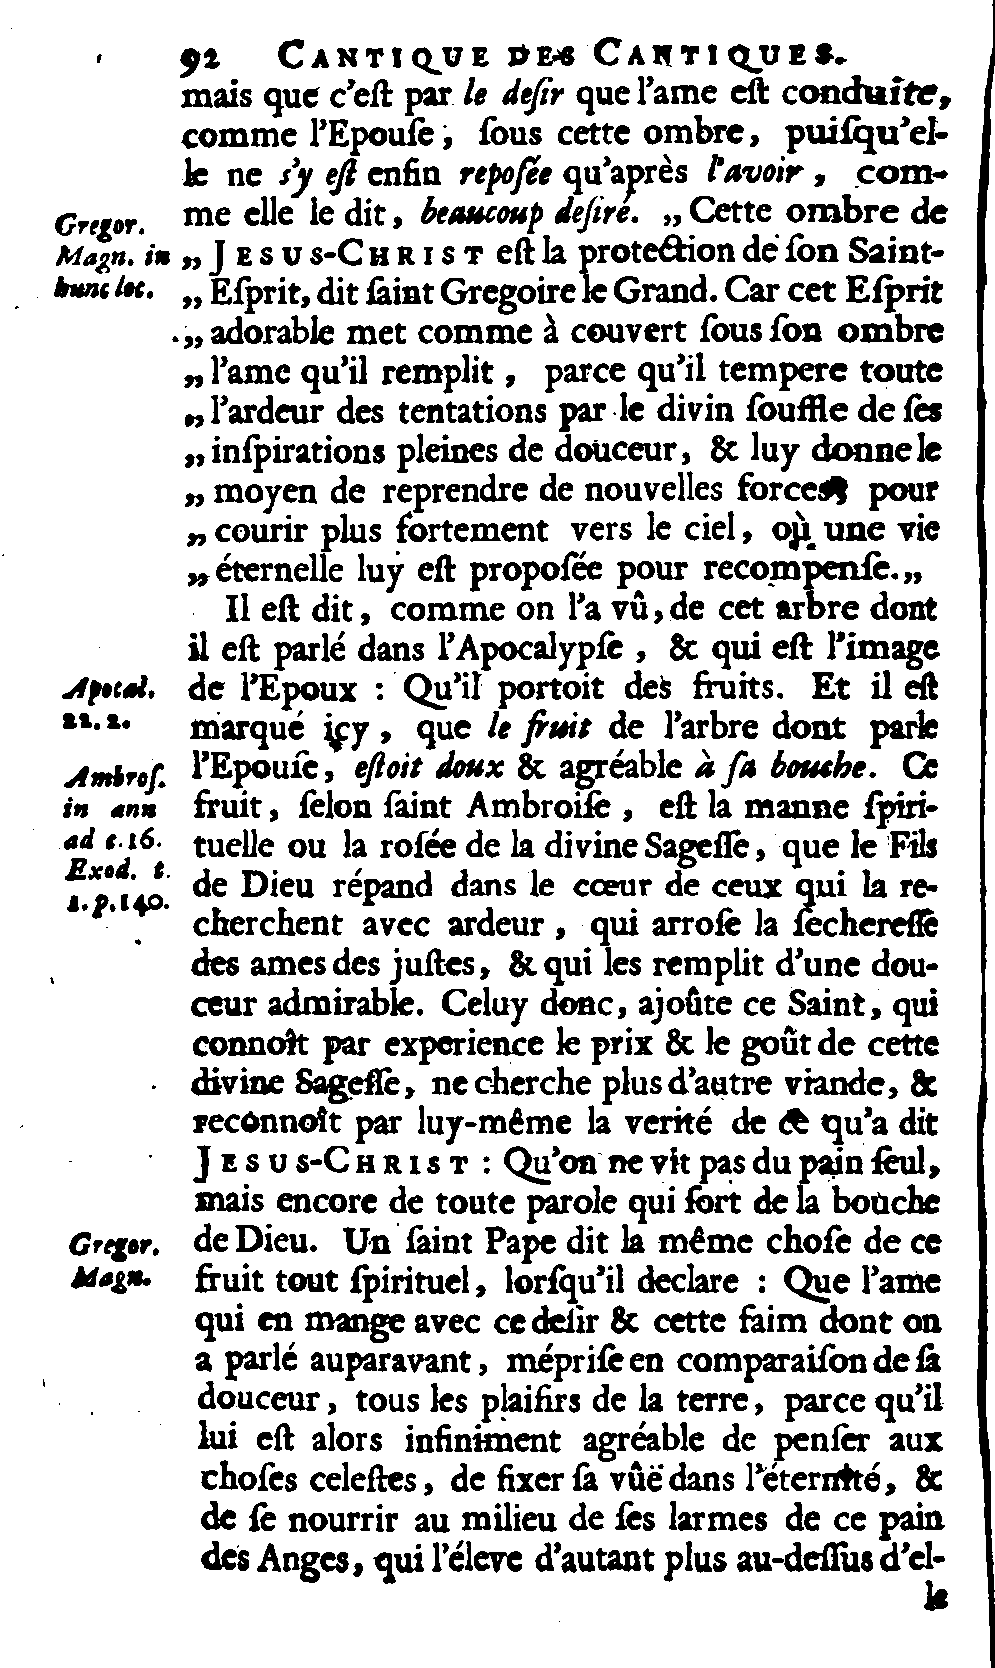 92 CANTIQUE DES CANTIQUES.
mais que c'eſt par le deſir que l'ame eſt conduite,
comme l'Epouſe, ſous cette ombre, puiſqu'el-
le ne s'y eſt enfin repoſée qu'après l'avoir, com-
me elle le dit, beaucoup deſiré. „ Cette ombre de
„ JESUS-CHRIST eſt la protection de ſon Saint-
„ Eſprit, dit ſaint Gregoire le Grand. Car cet Eſprit
„ adorable met comme à couvert ſous ſon ombre
„ l'ame qu'il remplit, parce qu'il tempere toute
„ l'ardeur des tentations par le divin ſouffle de ſes
„ inſpirations pleines de douceur, & luy donne le
„ moyen de reprendre de nouvelles forces pour
„ courir plus fortement vers le ciel, où une vie
„ éternelle luy eſt propoſée pour recompenſe. „
Il eſt dit, comme on l'a vû, de cet arbre dont
il eſt parlé dans l'Apocalypſe, & qui eſt l'image
de l'Epoux : Qu'il portoit des fruits. Et il eſt
marqué içy, que le fruit de l'arbre dont parle
l'Epouſe, eſtoit doux & agréable à ſa bouche. Ce
fruit, ſelon ſaint Ambroiſe, eſt la manne ſpiri-
tuelle ou la roſée de la divine Sageſſe, que le Fils
de Dieu répand dans le cœur de ceux qui la re-
cherchent avec ardeur, qui arroſe la ſechereſſe
des ames des juſtes, & qui les remplit d'une dou-
ceur admirable. Celuy donc, ajoûte ce Saint, qui
connoît par experience le prix & le goût de cette
divine Sageſſe, ne cherche plus d'autre viande, &
reconnoît par luy-même la verité de ce qu'a dit
JESUS-CHRIST : Qu'on ne vit pas du pain ſeul,
mais encore de toute parole qui ſort de la bouche
de Dieu. Un ſaint Pape dit la même choſe de ce
fruit tout ſpirituel, lorſqu'il declare : Que l'ame
qui en mange avec ce deſir & cette faim dont on
a parlé auparavant, mépriſe en comparaiſon de ſa
douceur, tous les plaiſirs de la terre, parce qu'il
lui eſt alors infiniment agréable de penſer aux
choſes celeſtes, de fixer ſa vûë dans l'éternité, &
de ſe nourrir au milieu de ſes larmes de ce pain
des Anges, qui l'éleve d'autant plus au-deſſus d'el-
le
Gregor.
Magn. in
hunc loc.
Apocal.
22. 2.
Ambroſ.
in ann
ad c. 16.
Exod. t.
1. p. 140.
Gregor.
Magn.